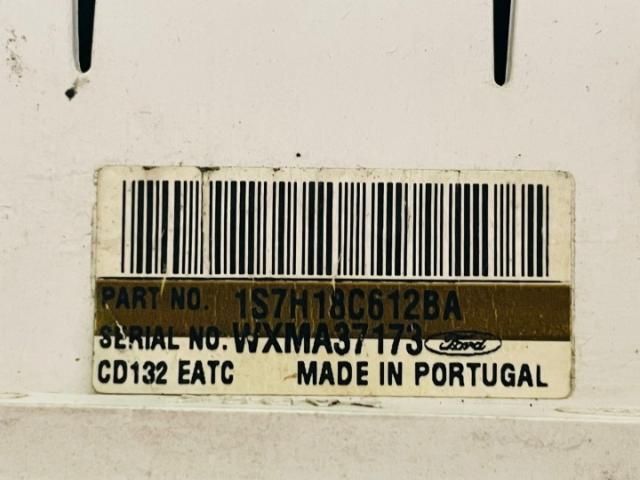 PART NO. 1S7H18C612BA
SERIAL NO. WXMA37173 Ford
CD132 EATC MADE IN PORTUGAL